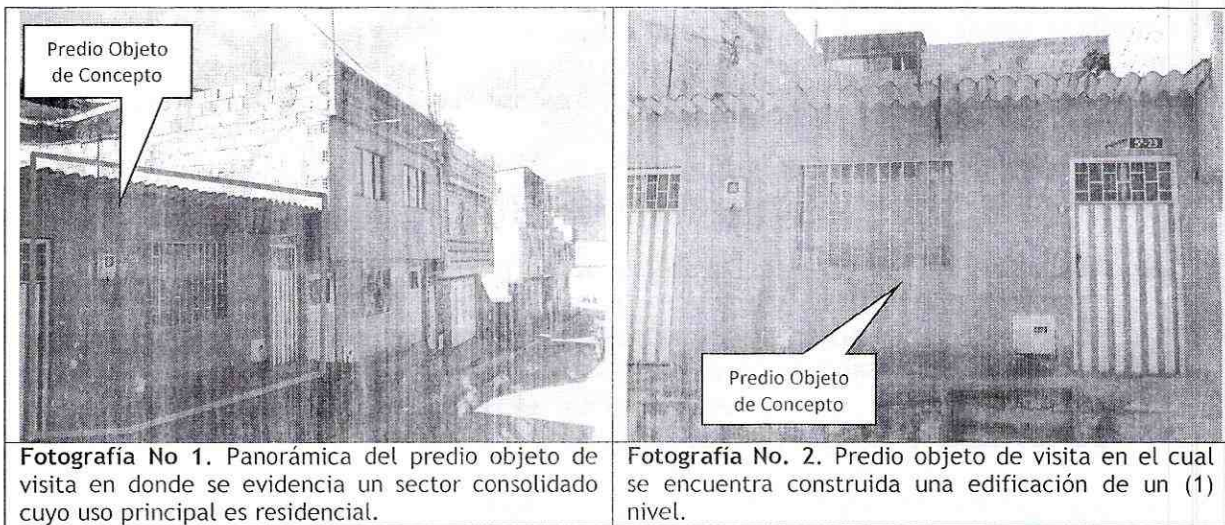 Predio Objeto
de Concepto
Predio Objeto
de Concepto
Fotografía No 1. Panorámica del predio objeto de
visita en donde se evidencia un sector consolidado
cuyo uso principal es residencial.
Fotografía No. 2. Predio objeto de visita en el cual
se encuentra construida una edificación de un (1)
nivel.